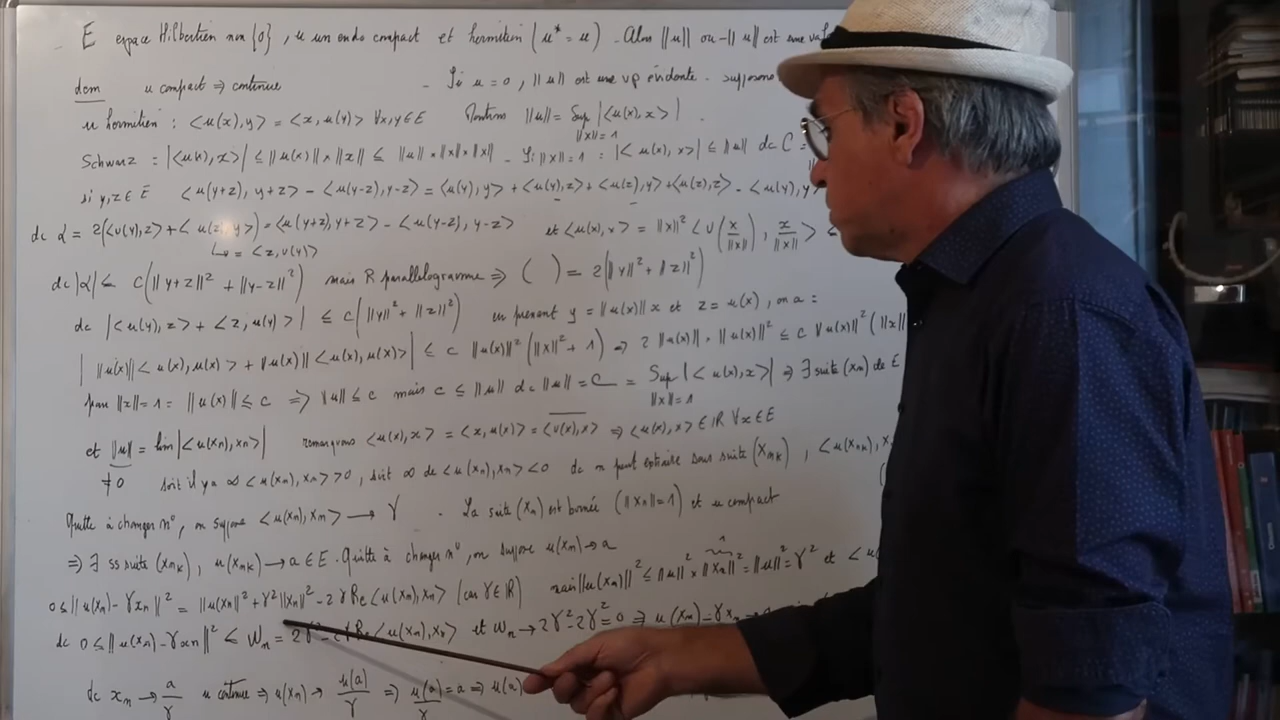 E espace Hilbertien non {0}, u un endo compact et hermitien (u* = u) - Alors ||u|| ou -||u|| est une
dem u compact ⇒ continue - Si u = 0, ||u|| est une vp évidente - supposons
u hermitien : <u(x),y> = <x,u(y)> ∀x,y∈E Montrons ||u|| = Sup |<u(x),x>|.
||x||=1
Schwarz : |<u(x),x>| ≤ ||u(x)|| × ||x|| ≤ ||u|| × ||x|| × ||x|| - Si ||x|| = 1 : |<u(x),x>| ≤ ||u|| dc C =
si y,z ∈ E <u(y+z), y+z> - <u(y-z), y-z> = <u(y),y> + <u(y),z> + <u(z),y> + <u(z),z> - <u(y),y
dc α = 2(<u(y),z> + <u(z),y>) = <u(y+z), y+z> - <u(y-z), y-z> et <u(x),x> = ||x||² <u(x/||x||), x/||x||> ≤
= <z,u(y)>
dc |α| ≤ C(||y+z||² + ||y-z||²) mais R parallélogramme ⇒ ( ) = 2(||y||² + ||z||²)
dc |<u(y),z> + <z,u(y)>| ≤ C(||y||² + ||z||²) en prenant y = ||u(x)|| x et z = u(x), on a :
| ||u(x)|| <u(x),u(x)> + ||u(x)|| <u(x),u(x)> | ≤ C ||u(x)||² (||x||² + 1) ⇒ 2 ||u(x)|| . ||u(x)||² ≤ C ||u(x)||² (||x||
pour ||x|| = 1 : ||u(x)|| ≤ C ⇒ ||u|| ≤ C mais C ≤ ||u|| dc ||u|| = C = Sup |<u(x),x>| ⇒ ∃ suite (xn) de E
||x||=1
et ||u|| = lim |<u(xn),xn>| remarquons <u(x),x> = <x,u(x)> = <u(x),x> ⇒ <u(x),x> ∈ ℝ ∀x∈E
≠0 soit il y a ∞ <u(xn),xn> > 0, soit ∞ de <u(xn),xn> < 0 dc on peut extraire sous suite (xnk), <u(xnk),x
Quitte à changer n°, on suppose <u(xn),xn> → γ - La suite (xn) est bornée (||xn||=1) et u compact
⇒ ∃ ss suite (xnk), u(xnk) → a ∈ E. Quitte à changer n°, on suppose u(xn) → a
0 ≤ ||u(xn) - γxn||² = ||u(xn)||² + γ²||xn||² - 2γ Re<u(xn),xn> (car γ∈ℝ) mais ||u(xn)||² ≤ ||u||² × ||xn||² = ||u||² = γ² et <u
1
dc 0 ≤ ||u(xn) - γxn||² ≤ Wn = 2γ² - 2γ Re<u(xn),xn> et Wn → 2γ² - 2γ² = 0 ⇒ u(xn) - γxn →
dc xn → a/γ u continue ⇒ u(xn) → u(a)/γ ⇒ u(a)/γ = a ⇒ u(a)